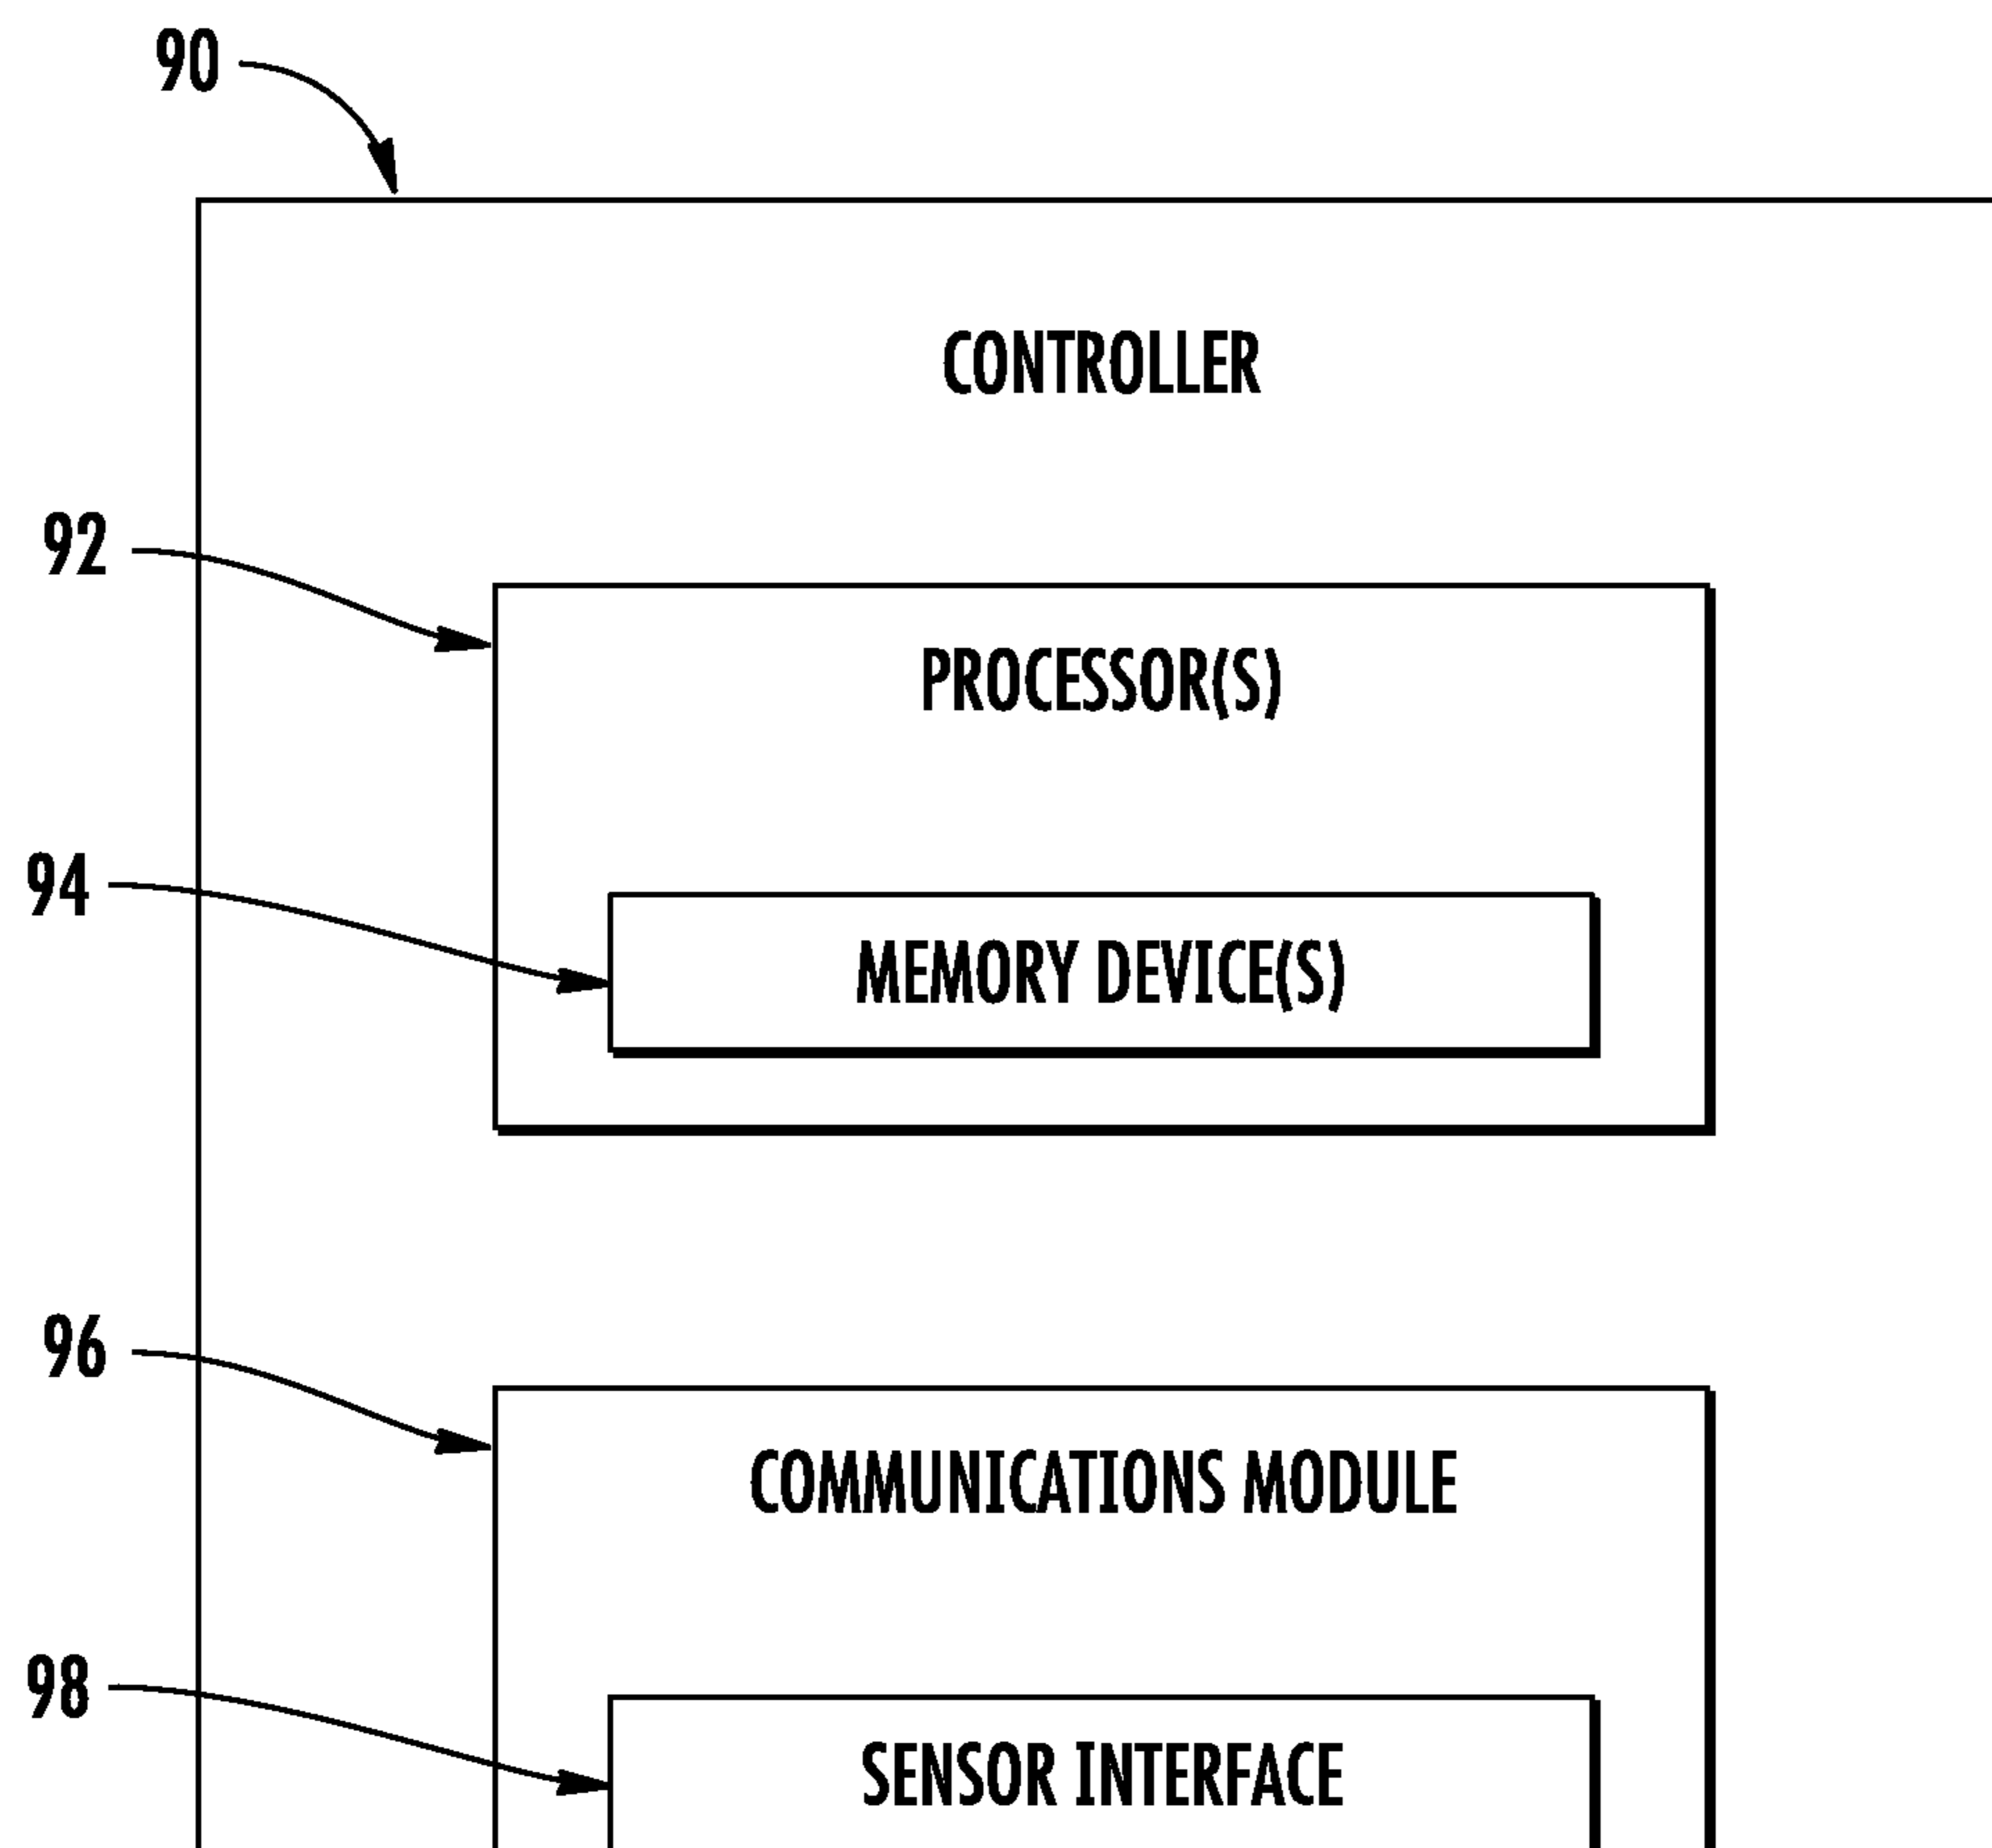 90
CONTROLLER
92
PROCESSOR(S)
94
MEMORY DEVICE(S)
96
COMMUNICATIONS MODULE
98
SENSOR INTERFACE